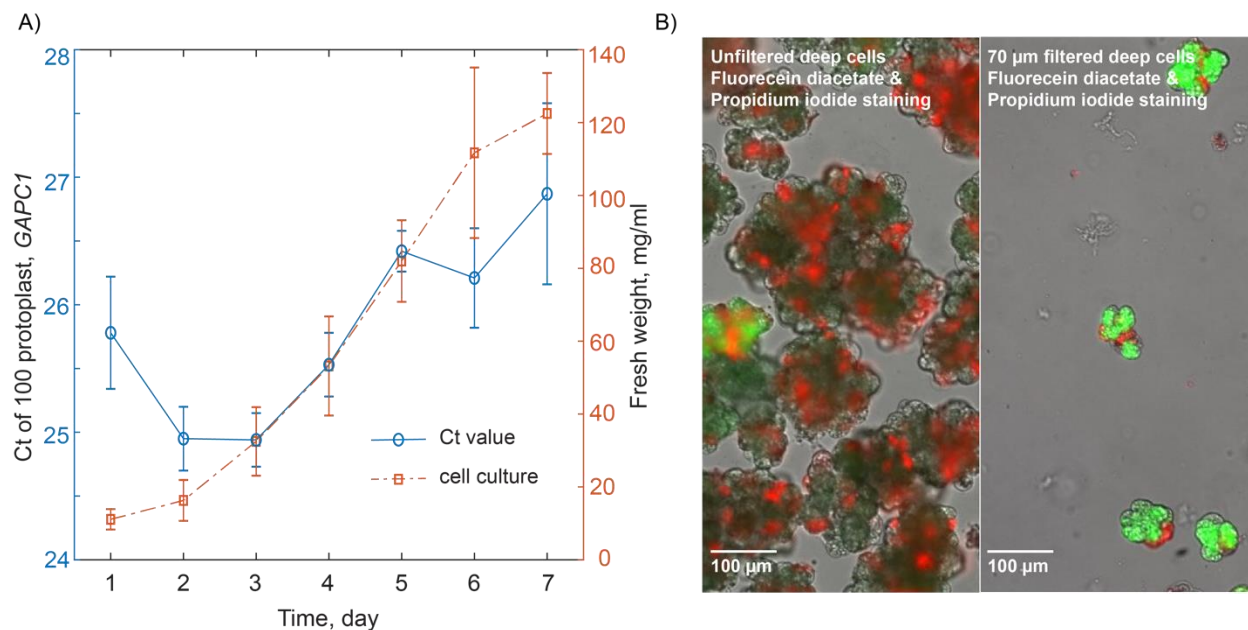 A)
28
27
26
25
24
Ct of 100 protoplast, GAPC1
140
120
100
80
60
40
20
0
Fresh weight, mg/ml
Ct value
cell culture
1 2 3 4 5 6 7
Time, day
B)
Unfiltered deep cells
Fluorecein diacetate &
Propidium iodide staining
100 µm
70 µm filtered deep cells
Fluorecein diacetate &
Propidium iodide staining
100 µm